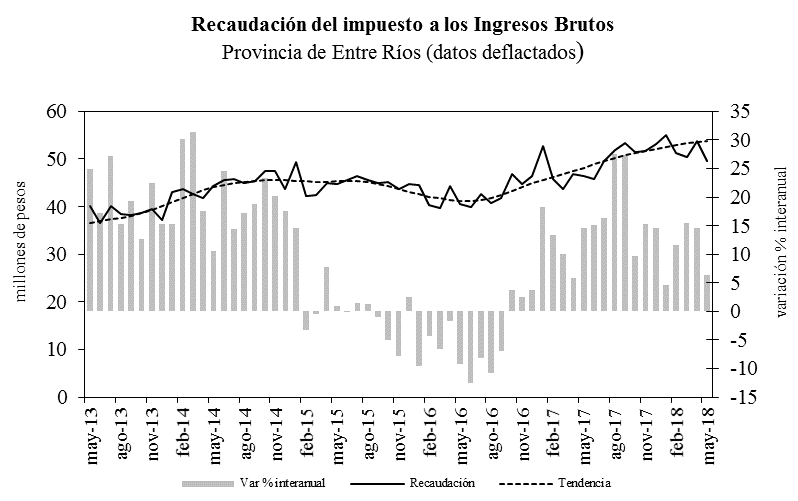 Recaudación del impuesto a los Ingresos Brutos
Provincia de Entre Ríos (datos deflactados)
millones de pesos
60
50
40
30
20
10
0
35
30
25
20
15
10
5
0
-5
-10
-15
variación % interanual
may-13
ago-13
nov-13
feb-14
may-14
ago-14
nov-14
feb-15
may-15
ago-15
nov-15
feb-16
may-16
ago-16
nov-16
feb-17
may-17
ago-17
nov-17
feb-18
may-18
Var % interanual Recaudación Tendencia